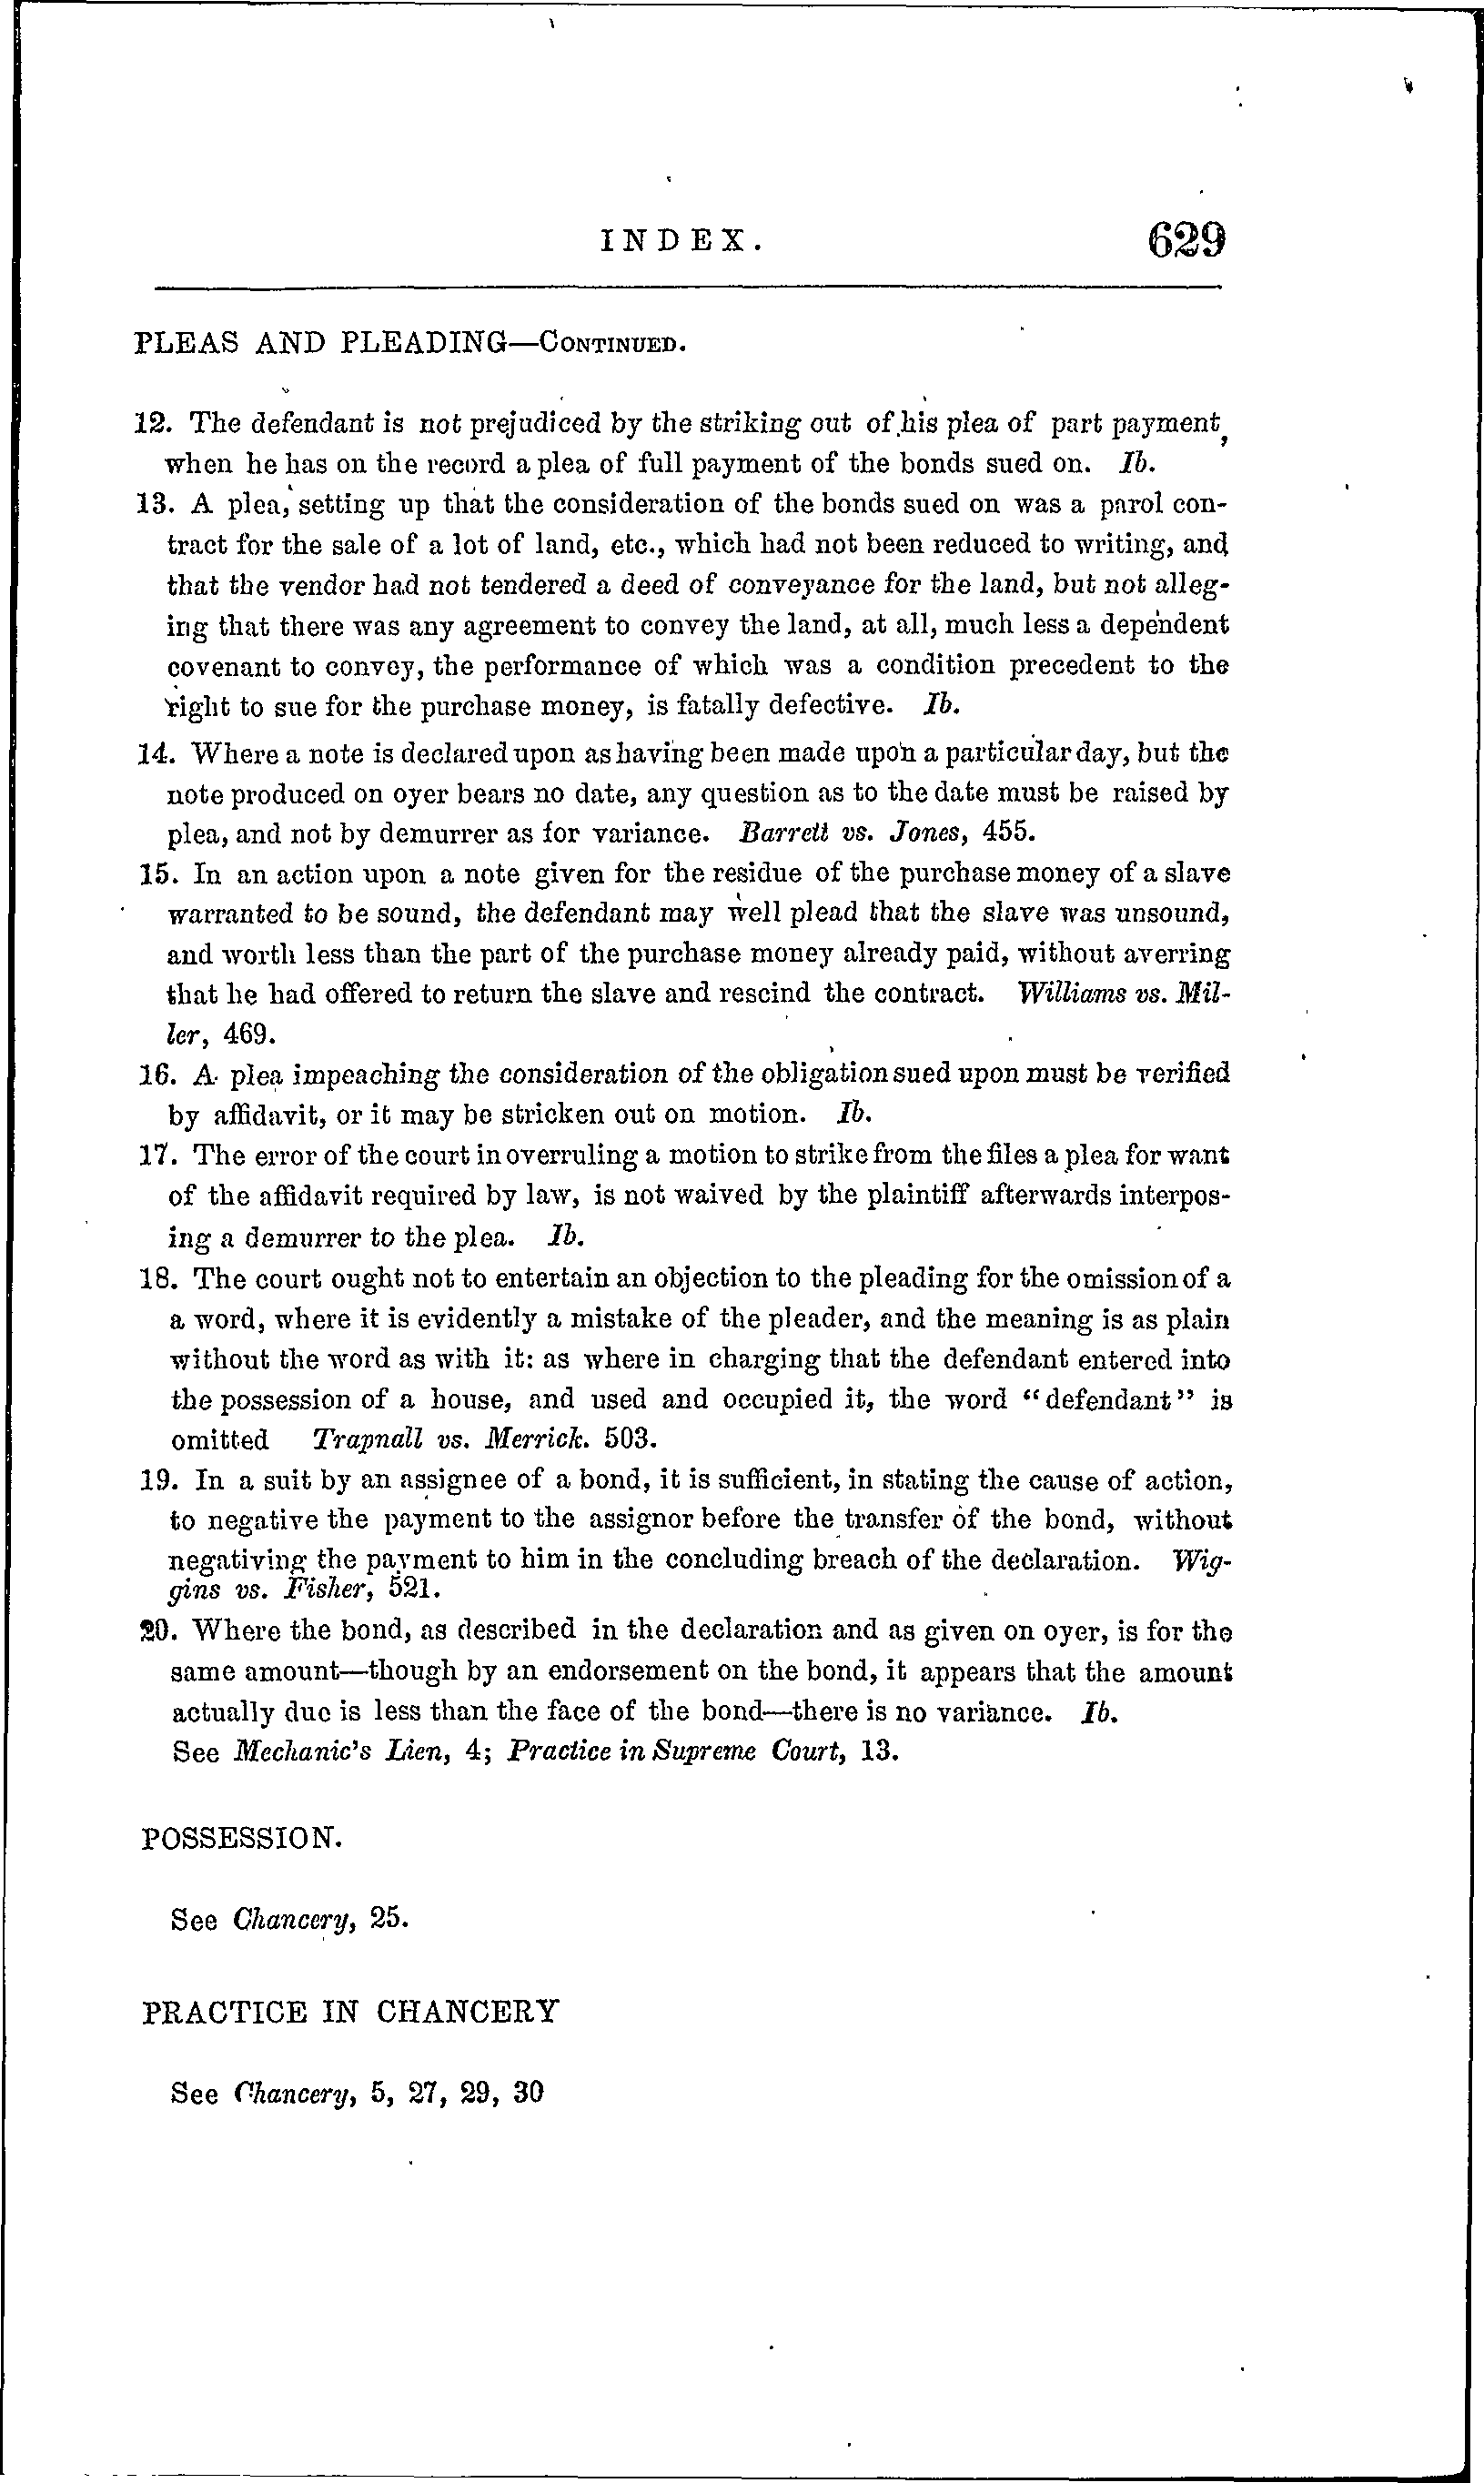 INDEX. 629
PLEAS AND PLEADING—CONTINUED.
12. The defendant is not prejudiced by the striking out of his plea of part payment,
when he has on the record a plea of full payment of the bonds sued on. Ib.
13. A plea, setting up that the consideration of the bonds sued on was a parol con-
tract for the sale of a lot of land, etc., which had not been reduced to writing, and
that the vendor had not tendered a deed of conveyance for the land, but not alleg-
ing that there was any agreement to convey the land, at all, much less a dependent
covenant to convey, the performance of which was a condition precedent to the
right to sue for the purchase money, is fatally defective. Ib.
14. Where a note is declared upon as having been made upon a particular day, but the
note produced on oyer bears no date, any question as to the date must be raised by
plea, and not by demurrer as for variance. Barrett vs. Jones, 455.
15. In an action upon a note given for the residue of the purchase money of a slave
warranted to be sound, the defendant may well plead that the slave was unsound,
and worth less than the part of the purchase money already paid, without averring
that he had offered to return the slave and rescind the contract. Williams vs. Mil-
ler, 469.
16. A plea impeaching the consideration of the obligation sued upon must be verified
by affidavit, or it may be stricken out on motion. Ib.
17. The error of the court in overruling a motion to strike from the files a plea for want
of the affidavit required by law, is not waived by the plaintiff afterwards interpos-
ing a demurrer to the plea. Ib.
18. The court ought not to entertain an objection to the pleading for the omission of a
a word, where it is evidently a mistake of the pleader, and the meaning is as plain
without the word as with it: as where in charging that the defendant entered into
the possession of a house, and used and occupied it, the word "defendant" is
omitted Trapnall vs. Merrick. 503.
19. In a suit by an assignee of a bond, it is sufficient, in stating the cause of action,
to negative the payment to the assignor before the transfer of the bond, without
negativing the payment to him in the concluding breach of the declaration. Wig-
gins vs. Fisher, 521.
20. Where the bond, as described in the declaration and as given on oyer, is for the
same amount—though by an endorsement on the bond, it appears that the amount
actually due is less than the face of the bond—there is no variance. Ib.
See Mechanic's Lien, 4; Practice in Supreme Court, 13.
POSSESSION.
See Chancery, 25.
PRACTICE IN CHANCERY
See Chancery, 5, 27, 29, 30